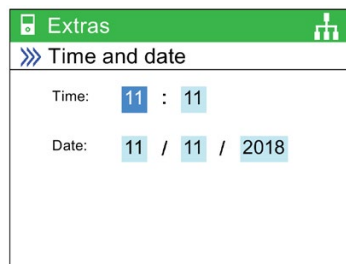 Extras
Time and date
Time: 11 : 11
Date: 11 / 11 / 2018